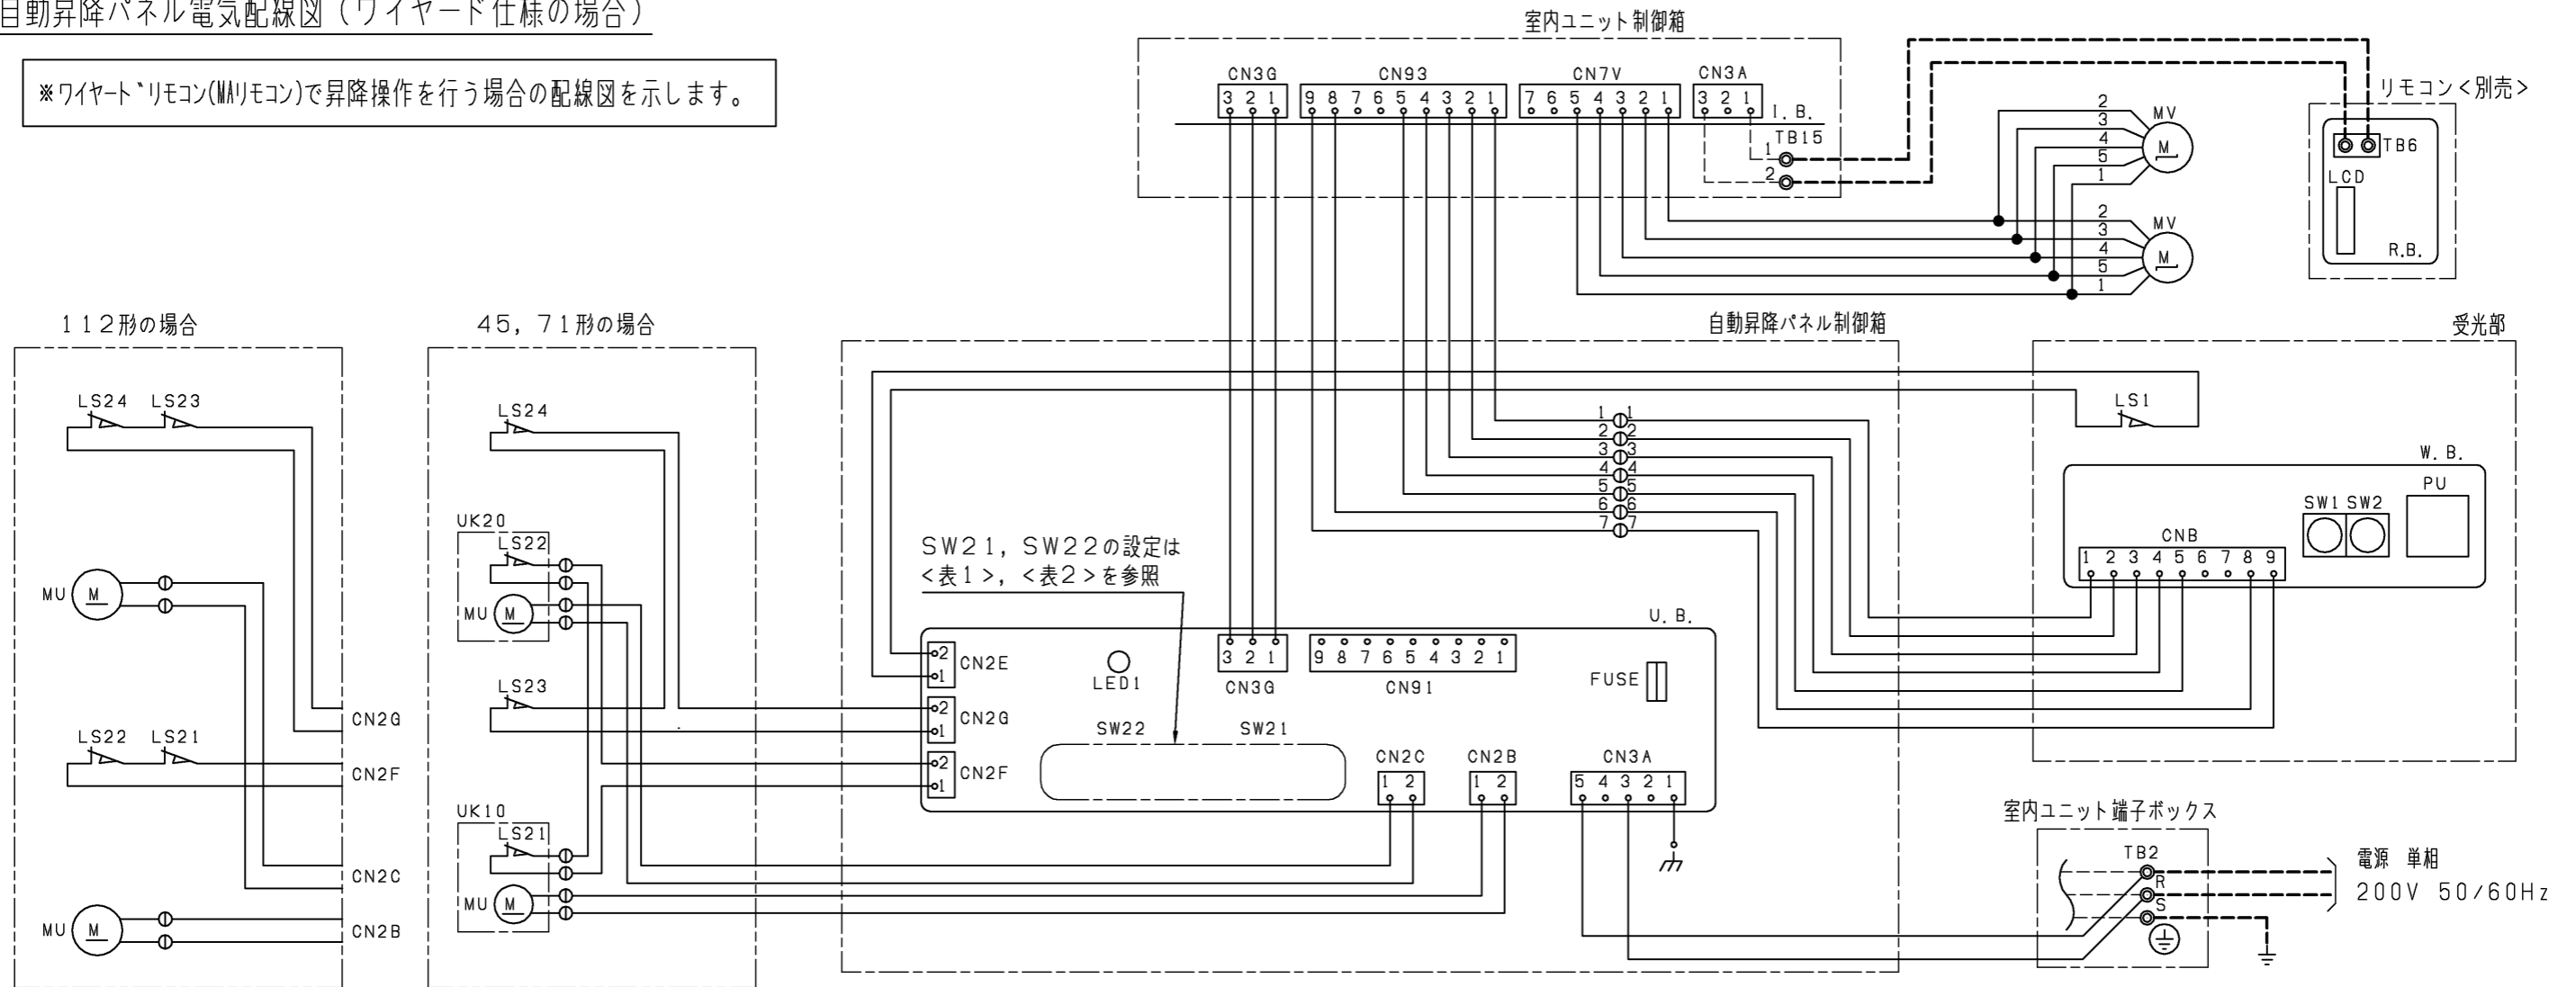 自動昇降パネル電気配線図（ワイヤード仕様の場合）
※ワイヤードリモコン(MAリモコン)で昇降操作を行う場合の配線図を示します。
室内ユニット制御箱
CN3G CN93 CN7V CN3A
3 2 1 9 8 7 6 5 4 3 2 1 7 6 5 4 3 2 1 3 2 1
I.B.
TB15
1
2
2
3
4
5
1
MV
M
2
3
4
5
1
MV
M
リモコン<別売>
TB6
LCD
R.B.
112形の場合
LS24 LS23
MU M
CN2G
LS22 LS21
CN2F
CN2C
MU M
CN2B
45, 71形の場合
LS24
UK20
LS22
MU M
LS23
UK10
LS21
MU M
自動昇降パネル制御箱
1 1
2 2
3 3
4 4
5 5
6 6
7 7
SW21, SW22の設定は
<表1>, <表2>を参照
U.B.
2
1
CN2E
2
1
CN2G
2
1
CN2F
LED1
3 2 1
CN3G
9 8 7 6 5 4 3 2 1
CN91
FUSE
SW22 SW21
CN2C CN2B CN3A
1 2 1 2 5 4 3 2 1
受光部
LS1
W.B.
PU
SW1 SW2
CNB
1 2 3 4 5 6 7 8 9
室内ユニット端子ボックス
TB2
R
S
電源 単相
200V 50/60Hz